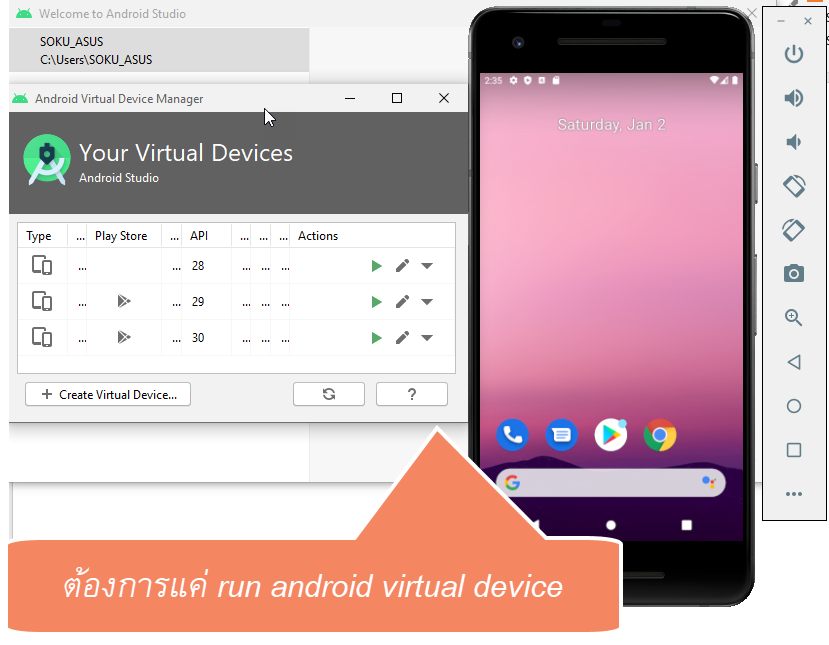 Welcome to Android Studio
SOKU_ASUS
C:\Users\SOKU_ASUS
Android Virtual Device Manager
Your Virtual Devices
Android Studio
Type ... Play Store ... API ... ... ... Actions
... ... 28 ... ... ...
... ... 29 ... ... ...
... ... 30 ... ... ...
+ Create Virtual Device... ?
2:35
Saturday, Jan 2
G
ต้องการแค่ run android virtual device